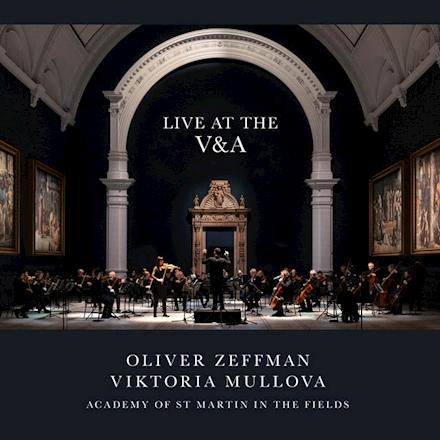 LIVE AT THE
V&A
OLIVER ZEFFMAN
VIKTORIA MULLOVA
ACADEMY OF ST MARTIN IN THE FIELDS